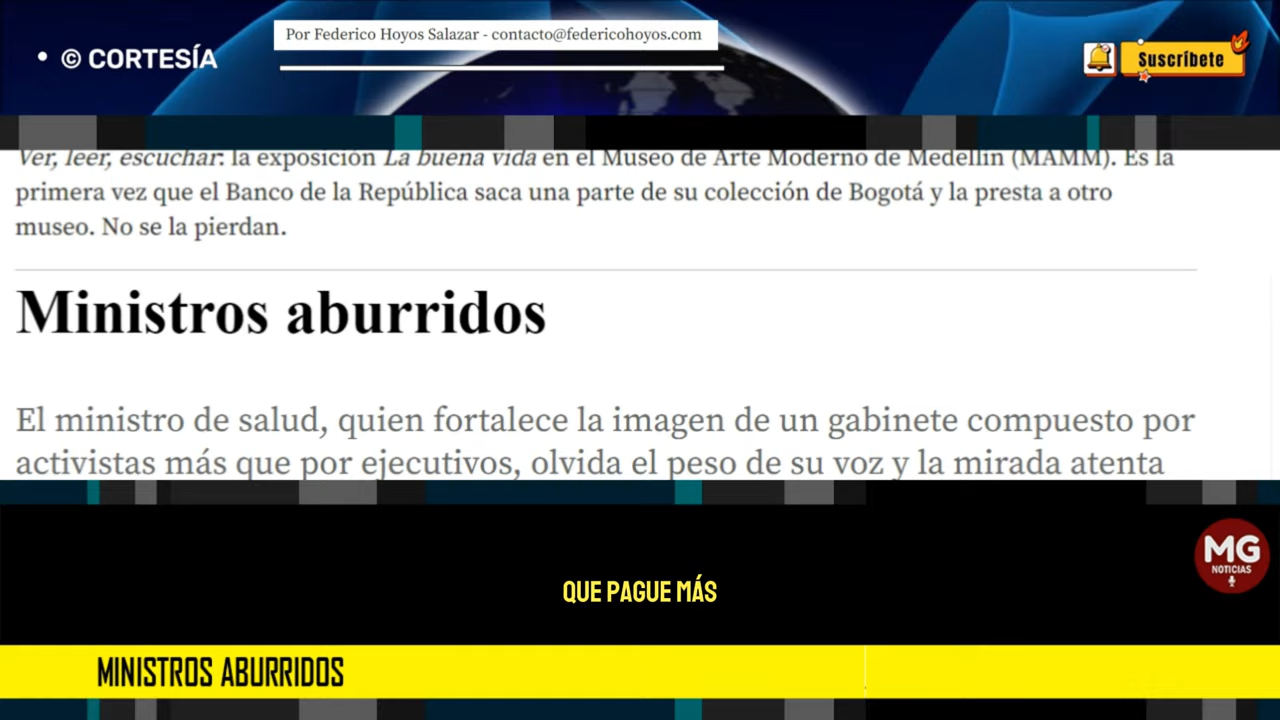 • © CORTESÍA
Por Federico Hoyos Salazar - contacto@federicohoyos.com
Suscríbete
Ver, leer, escuchar: la exposición La buena vida en el Museo de Arte Moderno de Medellín (MAMM). Es la
primera vez que el Banco de la República saca una parte de su colección de Bogotá y la presta a otro
museo. No se la pierdan.
Ministros aburridos
El ministro de salud, quien fortalece la imagen de un gabinete compuesto por
activistas más que por ejecutivos, olvida el peso de su voz y la mirada atenta
MG
NOTICIAS
QUE PAGUE MÁS
MINISTROS ABURRIDOS